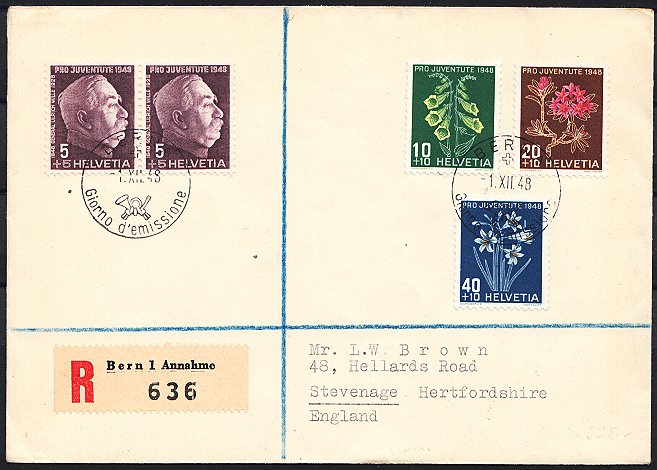 PRO JUVENTUTE 1948
5
+5 HELVETIA
PRO JUVENTUTE 1948
5
+5 HELVETIA
BERN
-1.XII.48
Giorno d'emissione
PRO JUVENTUTE 1948
10
+10 HELVETIA
PRO JUVENTUTE 1948
20
+10 HELVETIA
BERN
-1.XII.48
PRO JUVENTUTE 1948
40
+10 HELVETIA
R
Bern 1 Annahme
636
Mr. L.W. Brown
48, Hellards Road
Stevenage Hertfordshire
England